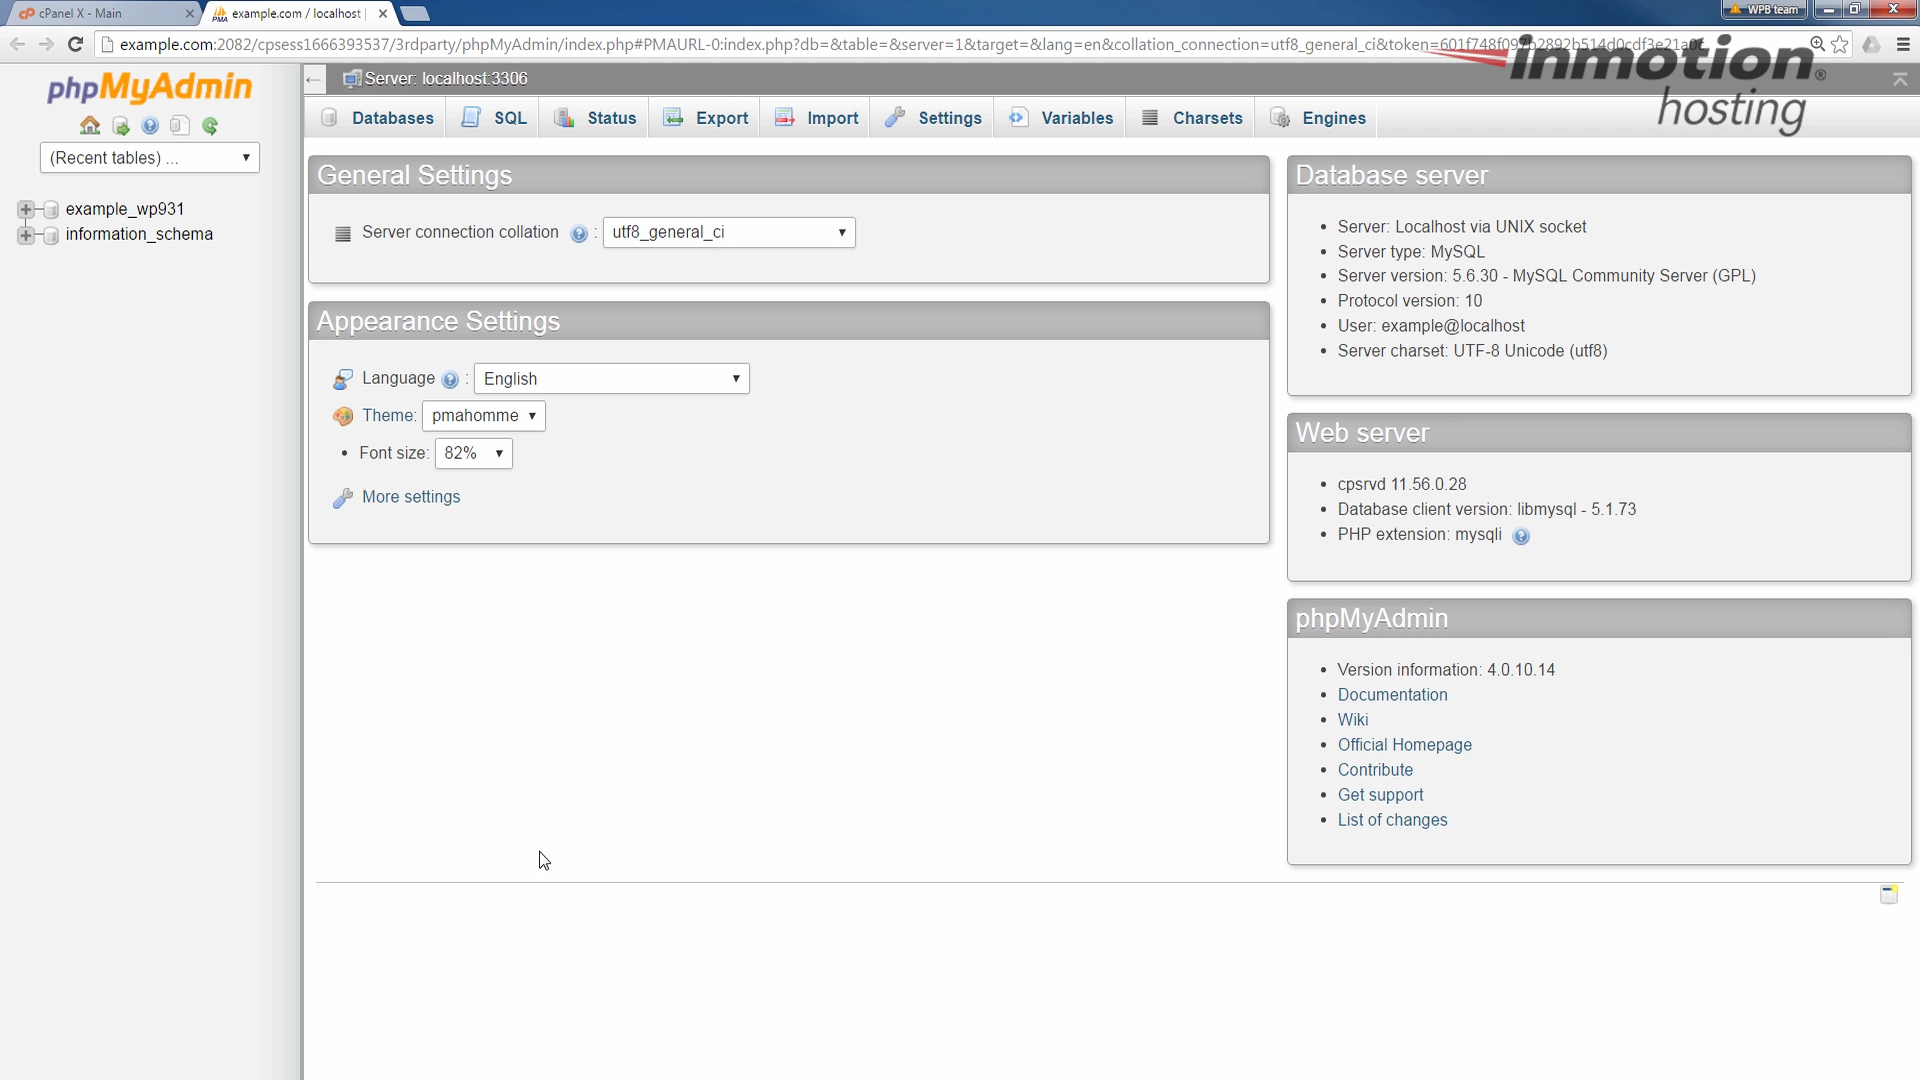 cPanel X - Main
example.com / localhost |
WPB team
example.com:2082/cpsess1666393537/3rdparty/phpMyAdmin/index.php#PMAURL-0:index.php?db=&table=&server=1&target=&lang=en&collation_connection=utf8_general_ci&token=
inmotion®
hosting
phpMyAdmin
(Recent tables) ...
example_wp931
information_schema
Server: localhost:3306
Databases
SQL
Status
Export
Import
Settings
Variables
Charsets
Engines
General Settings
Server connection collation : utf8_general_ci
Appearance Settings
Language : English
Theme: pmahomme
• Font size: 82%
More settings
Database server
• Server: Localhost via UNIX socket
• Server type: MySQL
• Server version: 5.6.30 - MySQL Community Server (GPL)
• Protocol version: 10
• User: example@localhost
• Server charset: UTF-8 Unicode (utf8)
Web server
• cpsrvd 11.56.0.28
• Database client version: libmysql - 5.1.73
• PHP extension: mysqli
phpMyAdmin
• Version information: 4.0.10.14
• Documentation
• Wiki
• Official Homepage
• Contribute
• Get support
• List of changes